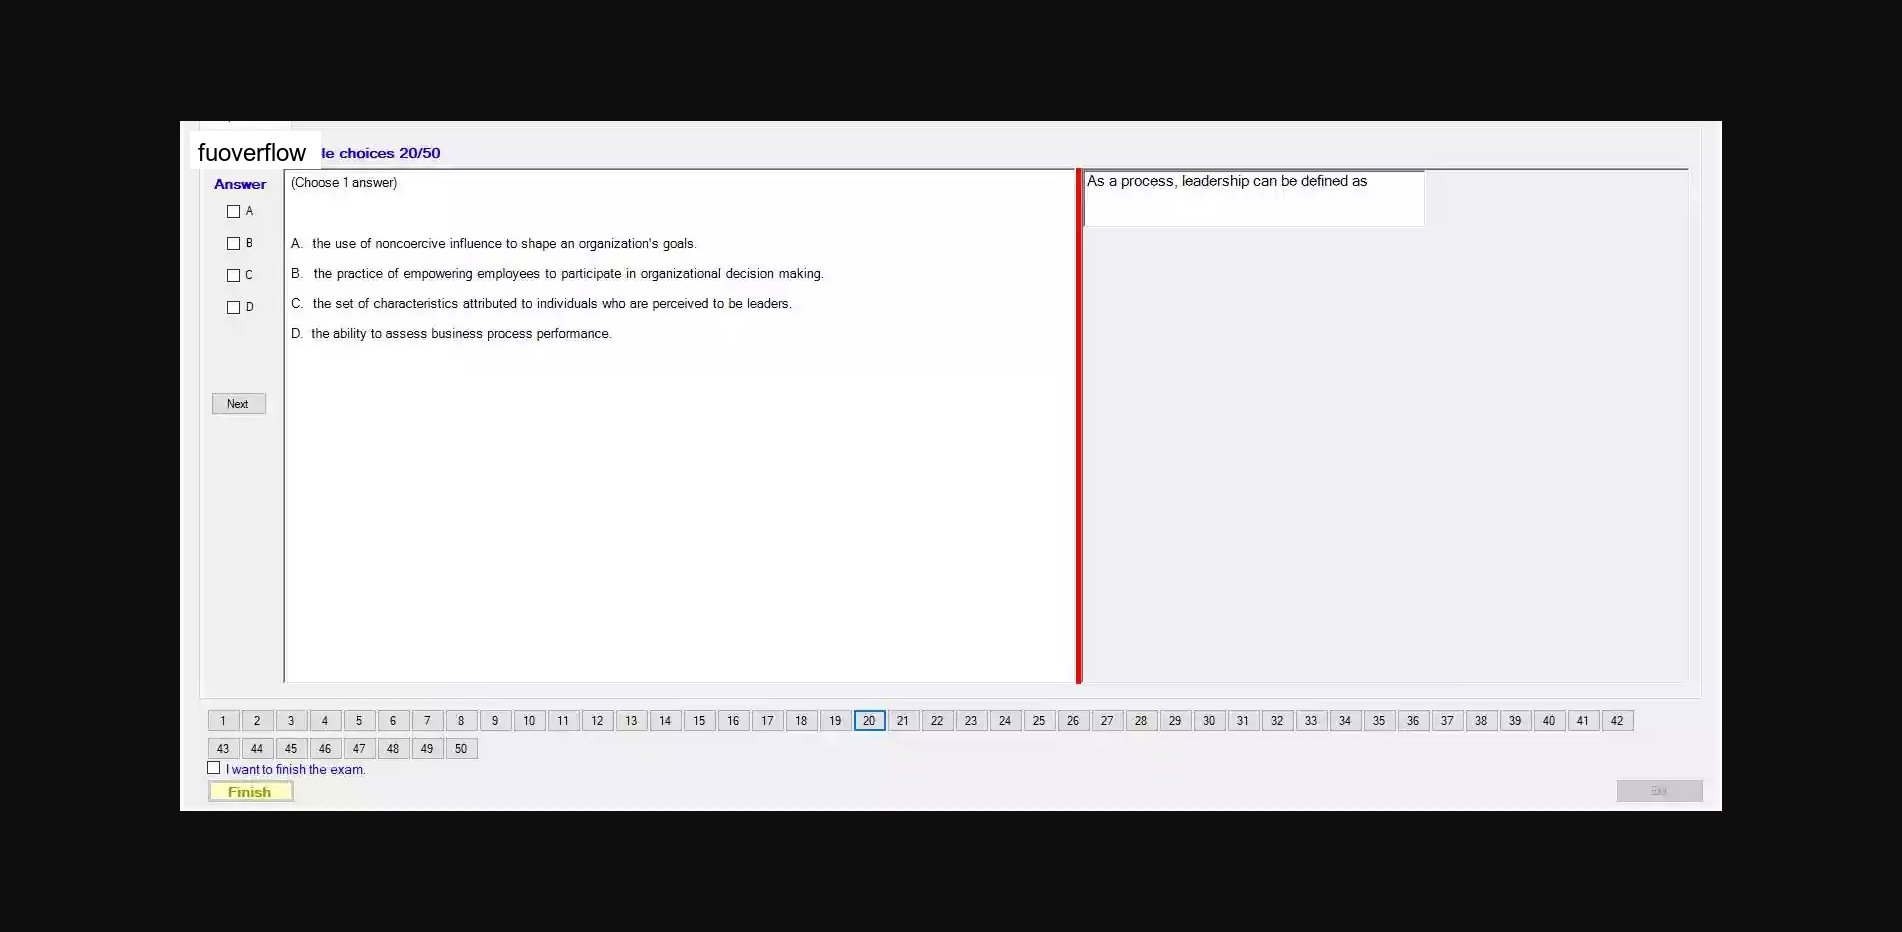 fuoverflow
le choices 20/50
Answer
(Choose 1 answer)
As a process, leadership can be defined as
A
B
C
D
A. the use of noncoercive influence to shape an organization's goals.
B. the practice of empowering employees to participate in organizational decision making.
C. the set of characteristics attributed to individuals who are perceived to be leaders.
D. the ability to assess business process performance.
Next
1 2 3 4 5 6 7 8 9 10 11 12 13 14 15 16 17 18 19 20 21 22 23 24 25 26 27 28 29 30 31 32 33 34 35 36 37 38 39 40 41 42
43 44 45 46 47 48 49 50
I want to finish the exam.
Finish
Exit